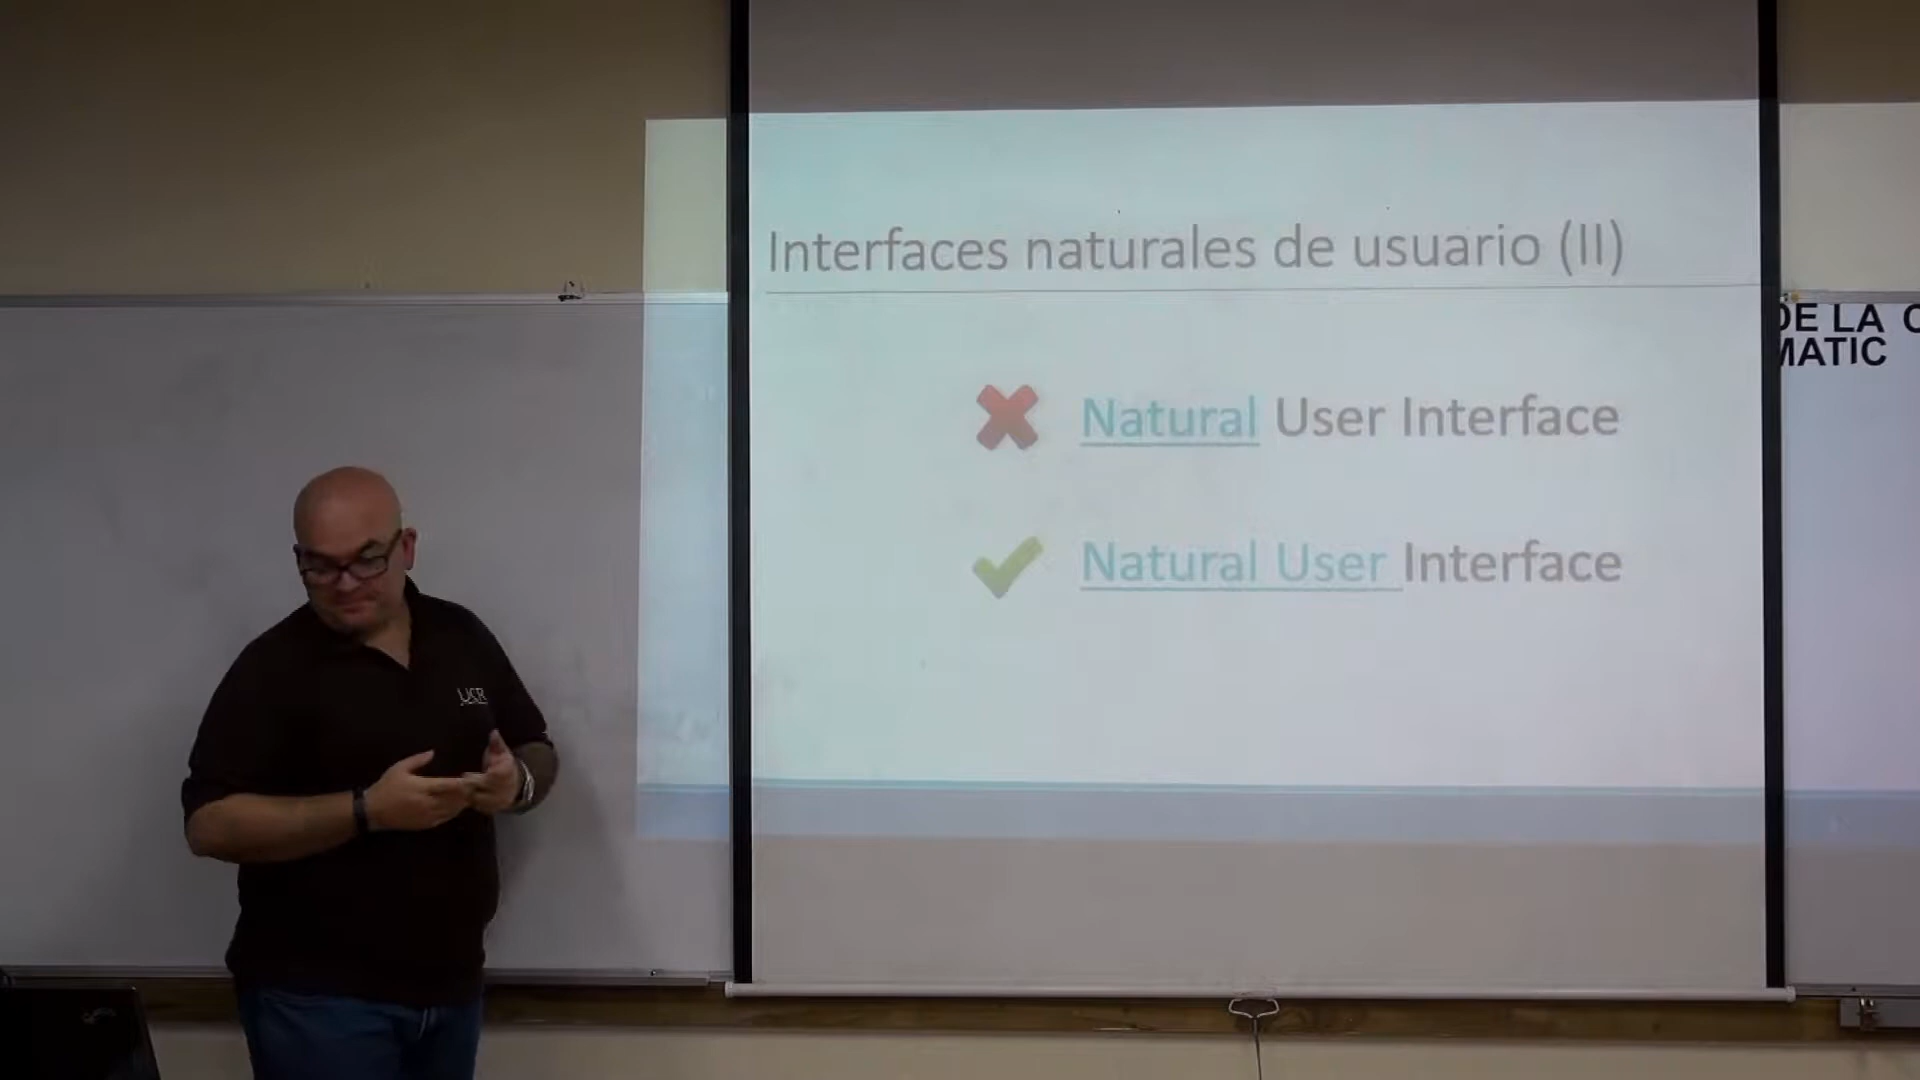 Interfaces naturales de usuario (II)
Natural User Interface
Natural User Interface
DE LA C
MATIC
UCR